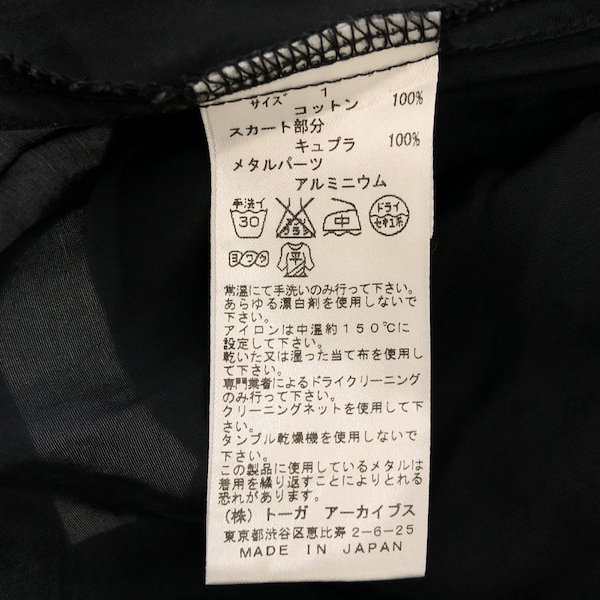 サイズ 1
コットン 100%
スカート部分
キュプラ 100%
メタルパーツ
アルミニウム
手洗イ 30 エンソサラシ 中 ドライ セキユ系
ヨワク 平
常温にて手洗いのみ行って下さい。
あらゆる漂白剤を使用しないで
下さい。
アイロンは中温約150℃に
設定して下さい。
乾いた又は湿った当て布を使用し
て下さい。
専門業者によるドライクリーニング
のみ行って下さい。
クリーニングネットを使用して下
さい。
タンブル乾燥機を使用しないで下
さい。
この製品に使用しているメタルは
着用を繰り返すことによりとれる
恐れがあります。
(株)トーガ アーカイブス
東京都渋谷区恵比寿2-6-25
MADE IN JAPAN